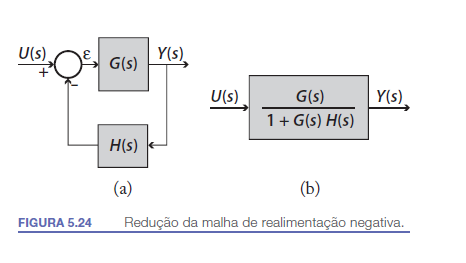 U(s) ε G(s) Y(s)
+
−
H(s)
(a)
U(s) G(s) Y(s)
1 + G(s) H(s)
(b)
FIGURA 5.24 Redução da malha de realimentação negativa.